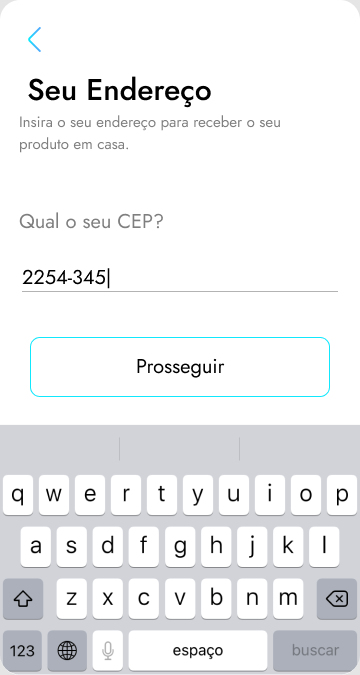 Seu Endereço
Insira o seu endereço para receber o seu
produto em casa.
Qual o seu CEP?
2254-345
Prosseguir
q w e r t y u i o p
a s d f g h j k l
z x c v b n m
123 espaço buscar